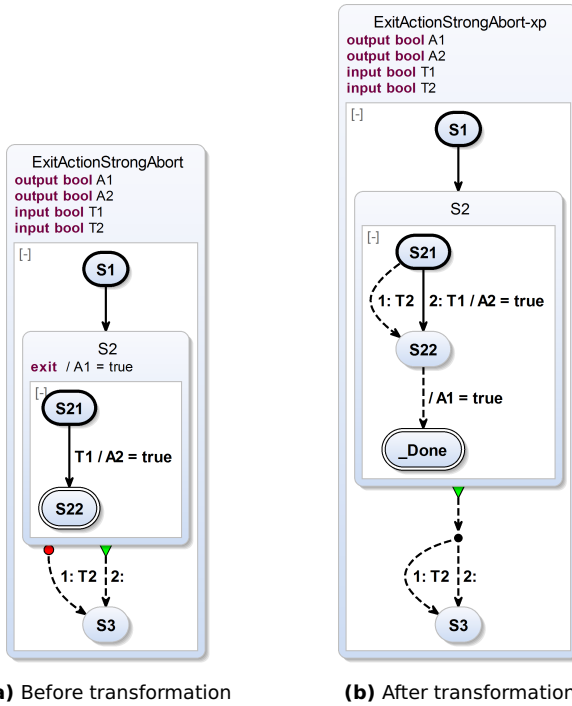 ExitActionStrongAbort
output bool A1
output bool A2
input bool T1
input bool T2
[-]
S1
S2
exit / A1 = true
[-]
S21
T1 / A2 = true
S22
1: T2
2:
S3
a) Before transformation
ExitActionStrongAbort-xp
output bool A1
output bool A2
input bool T1
input bool T2
[-]
S1
S2
[-]
S21
1: T2
2: T1 / A2 = true
S22
/ A1 = true
_Done
1: T2
2:
S3
(b) After transformation